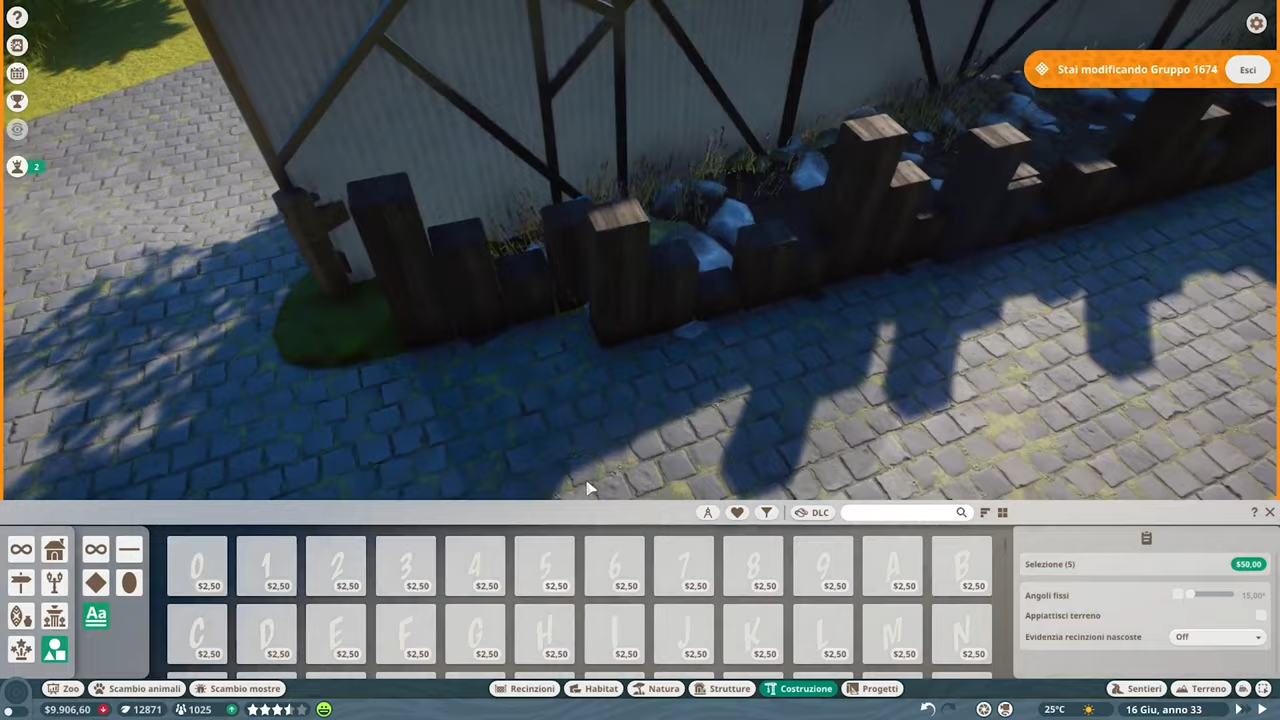 ?
Stai modificando Gruppo 1674
Esci
2
DLC
?
0 1 2 3 4 5 6 7 8 9 A B
$2,50 $2,50 $2,50 $2,50 $2,50 $2,50 $2,50 $2,50 $2,50 $2,50 $2,50 $2,50
C D E F G H I J K L M N
$2,50 $2,50 $2,50 $2,50 $2,50 $2,50 $2,50 $2,50 $2,50 $2,50 $2,50 $2,50
Aa
Selezione (5)
$50,00
Angoli fissi
15,00°
Appiattisci terreno
Evidenzia recinzioni nascoste
Off
Zoo
Scambio animali
Scambio mostre
Recinzioni
Habitat
Natura
Strutture
Costruzione
Progetti
Sentieri
Terreno
$9.906,60
12871
1025
25°C
16 Giu, anno 33